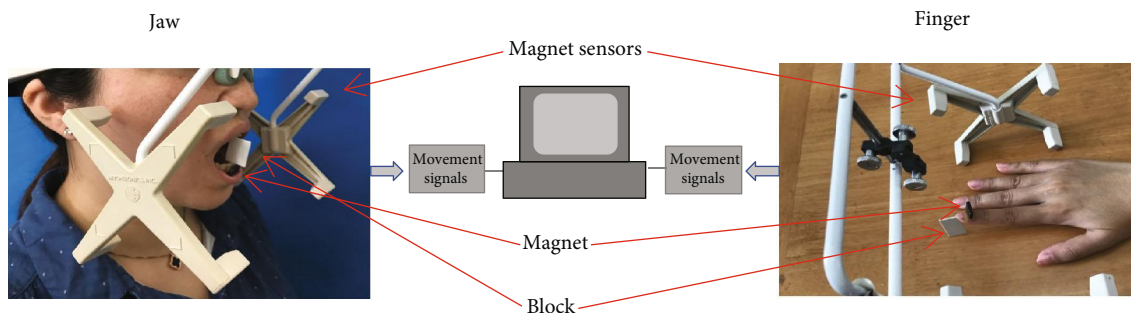 Jaw
Finger
Magnet sensors
Movement
signals
Movement
signals
Magnet
Block